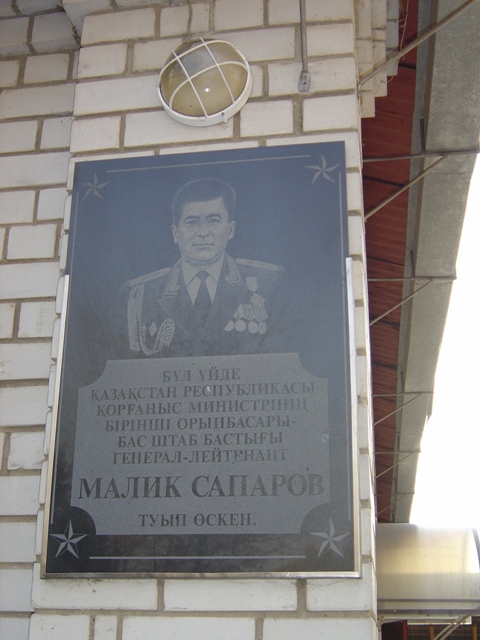 БҰЛ ҮЙДЕ
ҚАЗАҚСТАН РЕСПУБЛИКАСЫ
ҚОРҒАНЫС МИНИСТРІНІҢ
БІРІНШІ ОРЫНБАСАРЫ-
БАС ШТАБ БАСТЫҒЫ
ГЕНЕРАЛ-ЛЕЙТЕНАНТ
МАЛИК САПАРОВ
ТУЫП ӨСКЕН.